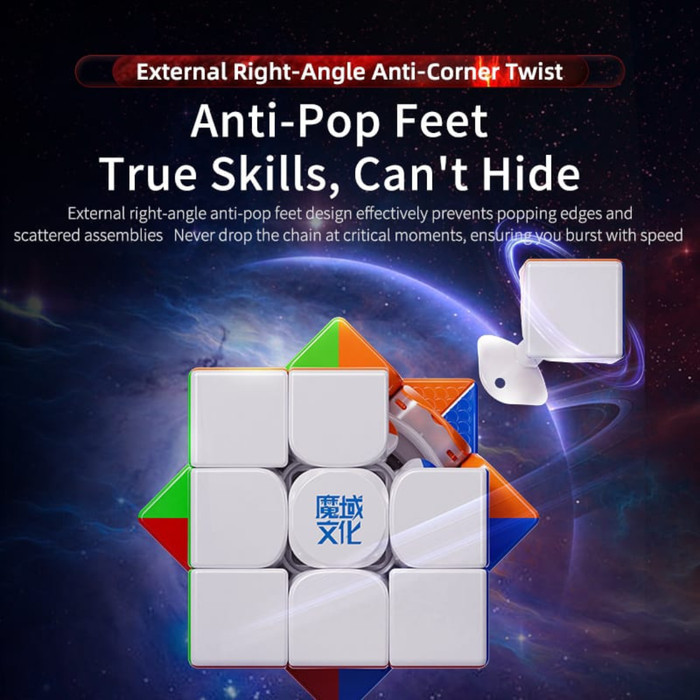 External Right-Angle Anti-Corner Twist
Anti-Pop Feet
True Skills, Can't Hide
External right-angle anti-pop feet design effectively prevents popping edges and
scattered assemblies Never drop the chain at critical moments, ensuring you burst with speed
魔域
文化